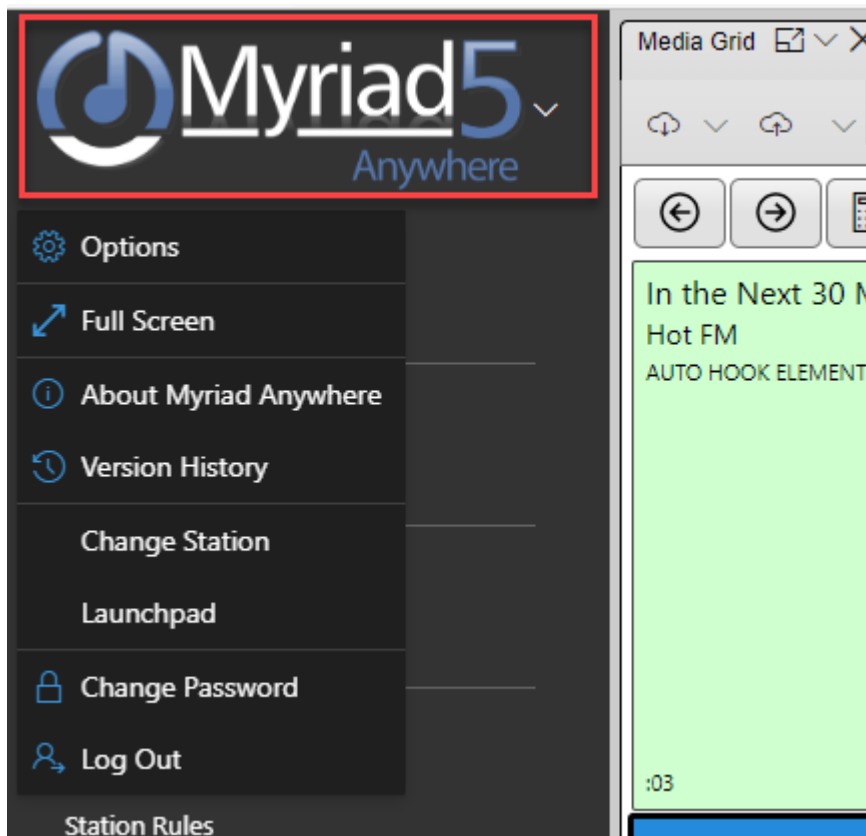 Myriad5
Anywhere
Options
Full Screen
About Myriad Anywhere
Version History
Change Station
Launchpad
Change Password
Log Out
Station Rules
Media Grid
In the Next 30
Hot FM
AUTO HOOK ELEMENT
:03